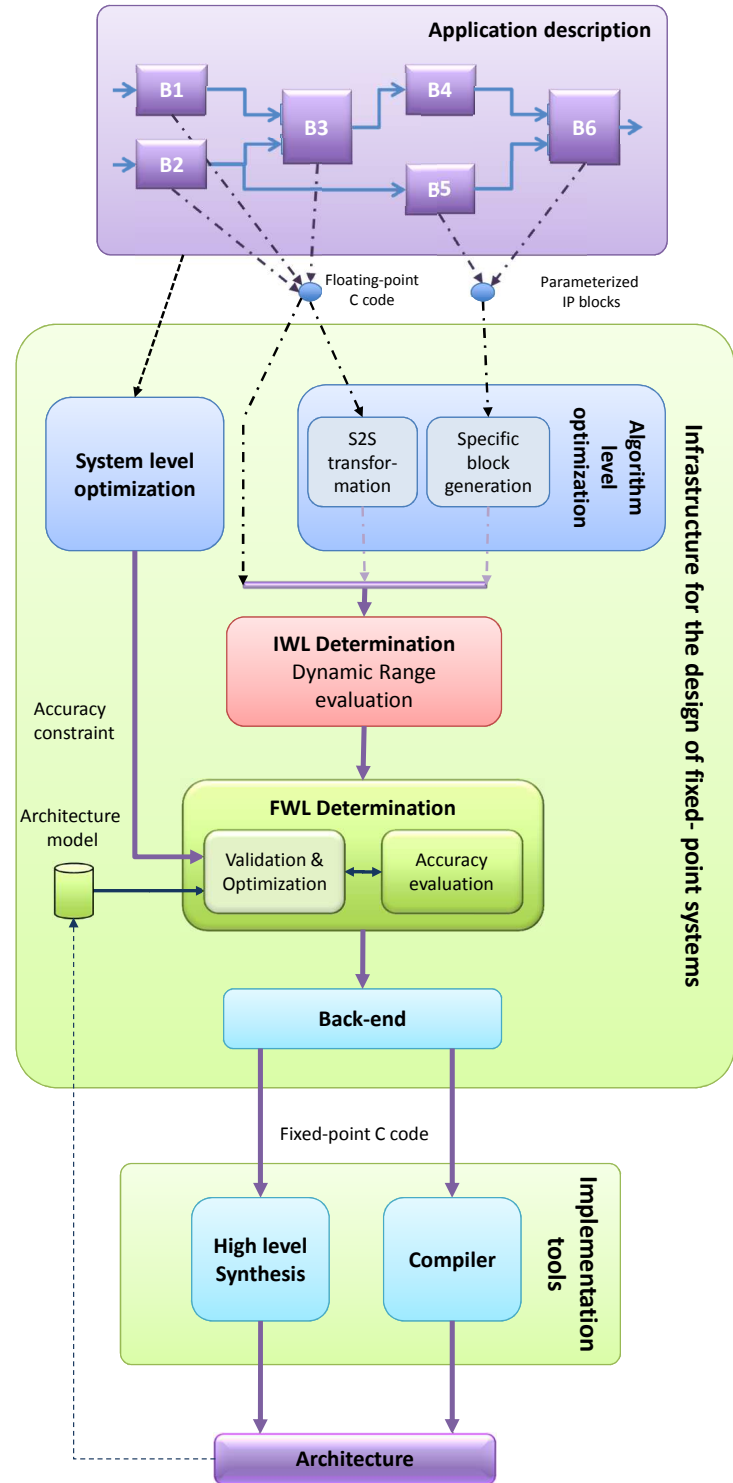 Application description
B1
B4
B3
B6
B2
B5
Floating-point
C code
Parameterized
IP blocks
System level
optimization
S2S
transfor-
mation
Specific
block
generation
Algorithm
level
optimization
Infrastructure for the design of fixed- point systems
IWL Determination
Dynamic Range
evaluation
Accuracy
constraint
Architecture
model
FWL Determination
Validation &
Optimization
Accuracy
evaluation
Back-end
Fixed-point C code
High level
Synthesis
Compiler
Implementation
tools
Architecture